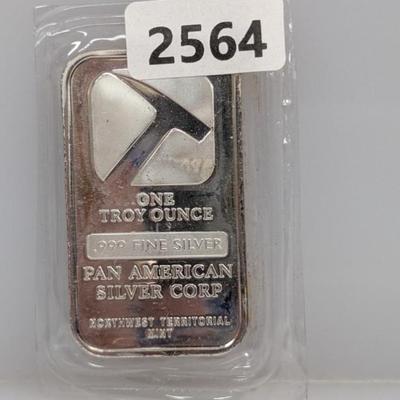 2564
ONE
TROY OUNCE
.999 FINE SILVER
PAN AMERICAN
SILVER CORP
NORTHWEST TERRITORIAL
MINT